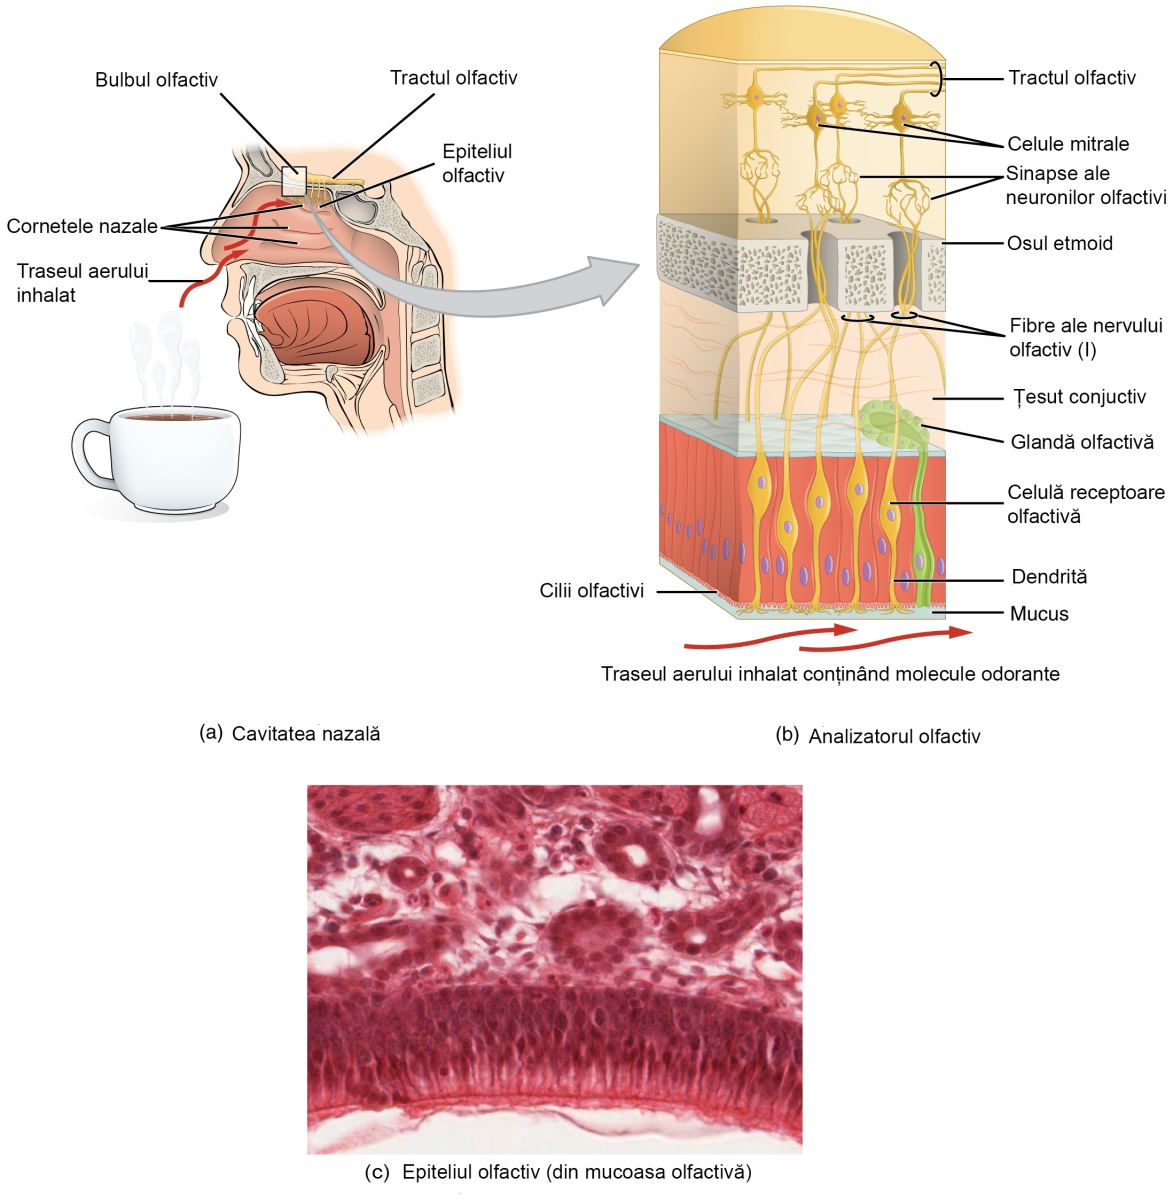 Bulbul olfactiv
Tractul olfactiv
Epiteliul
olfactiv
Cornetele nazale
Traseul aerului
inhalat
Tractul olfactiv
Celule mitrale
Sinapse ale
neuronilor olfactivi
Osul etmoid
Fibre ale nervului
olfactiv (I)
Țesut conjuctiv
Glandă olfactivă
Celulă receptoare
olfactivă
Dendrită
Cilii olfactivi
Mucus
Traseul aerului inhalat conținând molecule odorante
(a) Cavitatea nazală
(b) Analizatorul olfactiv
(c) Epiteliul olfactiv (din mucoasa olfactivă)